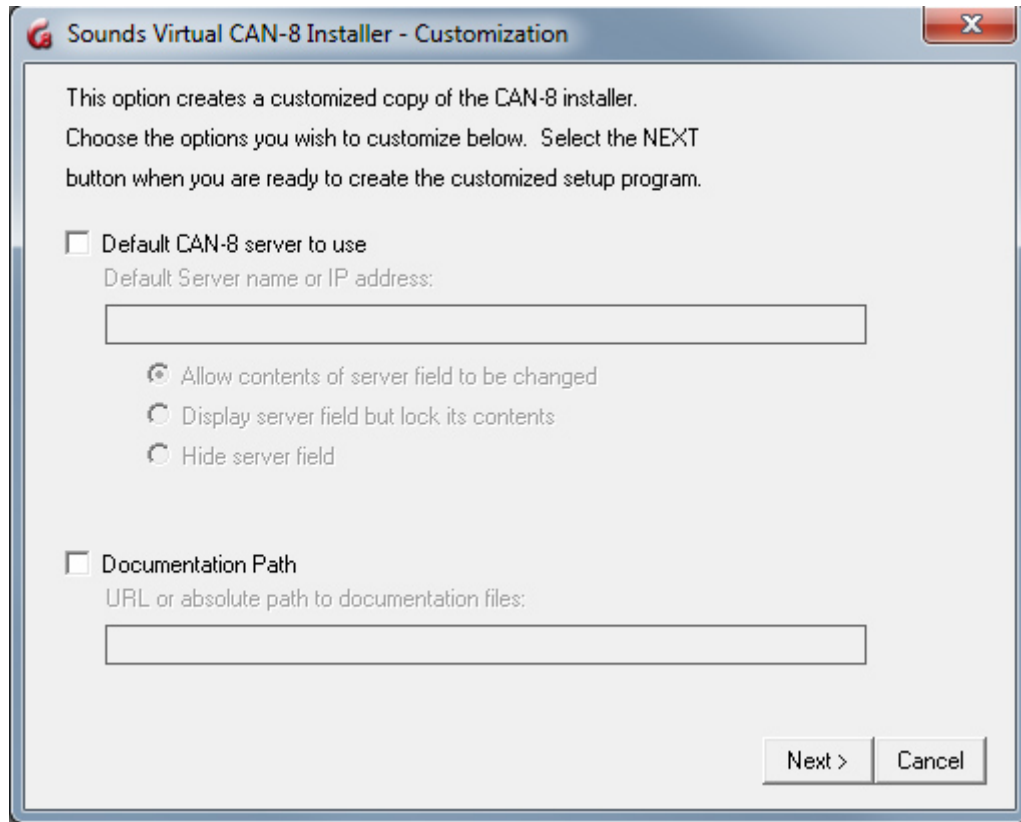 Sounds Virtual CAN-8 Installer - Customization
This option creates a customized copy of the CAN-8 installer.
Choose the options you wish to customize below.  Select the NEXT
button when you are ready to create the customized setup program.
Default CAN-8 server to use
Default Server name or IP address:
Allow contents of server field to be changed
Display server field but lock its contents
Hide server field
Documentation Path
URL or absolute path to documentation files:
Next > Cancel